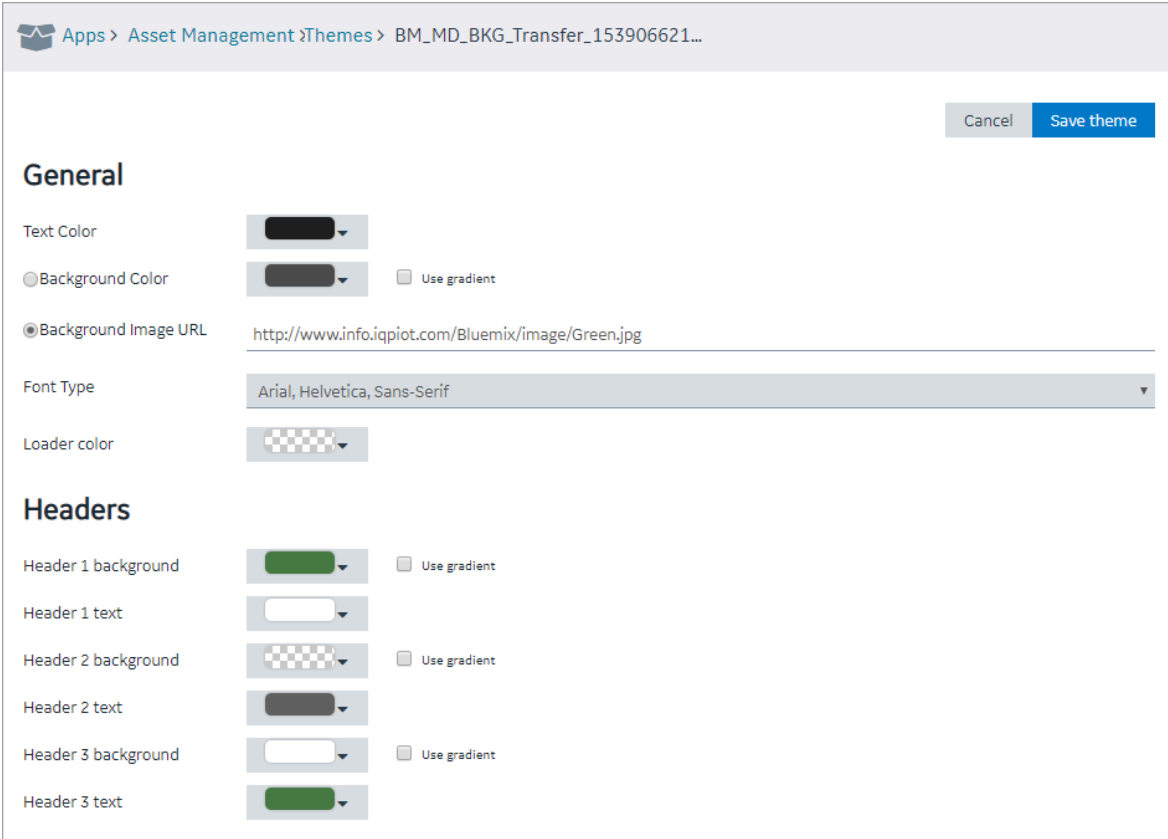 Apps > Asset Management >Themes > BM_MD_BKG_Transfer_153906621...
Cancel Save theme
General
Text Color
Background Color Use gradient
Background Image URL http://www.info.iqpiot.com/Bluemix/image/Green.jpg
Font Type Arial, Helvetica, Sans-Serif
Loader color
Headers
Header 1 background Use gradient
Header 1 text
Header 2 background Use gradient
Header 2 text
Header 3 background Use gradient
Header 3 text